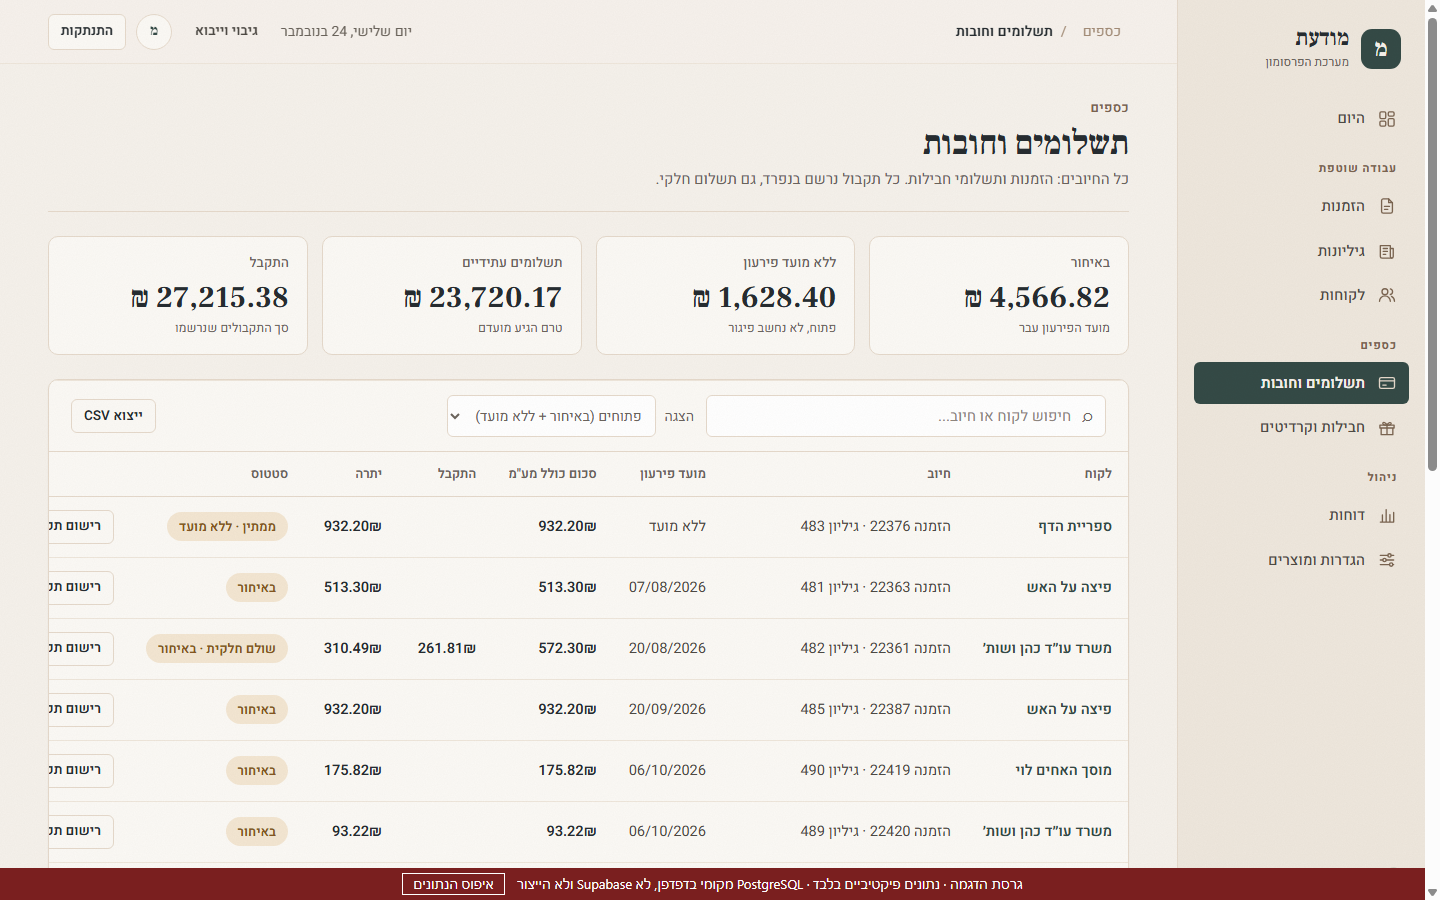 מ
מודעת
מערכת הפרסומון
היום
עבודה שוטפת
הזמנות
גיליונות
לקוחות
כספים
תשלומים וחובות
חבילות וקרדיטים
ניהול
דוחות
הגדרות ומוצרים
כספים / תשלומים וחובות
יום שלישי, 24 בנובמבר
גיבוי וייבוא
מ
התנתקות
כספים
תשלומים וחובות
כל החיובים: הזמנות ותשלומי חבילות. כל תקבול נרשם בנפרד, גם תשלום חלקי.
באיחור
4,566.82 ₪
מועד הפירעון עבר
ללא מועד פירעון
1,628.40 ₪
פתוח, לא נחשב פיגור
תשלומים עתידיים
23,720.17 ₪
טרם הגיע מועדם
התקבל
27,215.38 ₪
סך התקבולים שנרשמו
חיפוש לקוח או חיוב...
הצגה
פתוחים (באיחור + ללא מועד)
ייצוא CSV
לקוח חיוב מועד פירעון סכום כולל מע"מ התקבל יתרה סטטוס
ספריית הדף הזמנה 22376 · גיליון 483 ללא מועד ₪932.20 ₪932.20 ממתין · ללא מועד רישום
פיצה על האש הזמנה 22363 · גיליון 481 07/08/2026 ₪513.30 ₪513.30 באיחור רישום
משרד עו״ד כהן ושות׳ הזמנה 22361 · גיליון 482 20/08/2026 ₪572.30 ₪261.81 ₪310.49 שולם חלקית · באיחור רישום
פיצה על האש הזמנה 22387 · גיליון 485 20/09/2026 ₪932.20 ₪932.20 באיחור רישום
מוסך האחים לוי הזמנה 22419 · גיליון 490 06/10/2026 ₪175.82 ₪175.82 באיחור רישום
משרד עו״ד כהן ושות׳ הזמנה 22420 · גיליון 489 06/10/2026 ₪93.22 ₪93.22 באיחור רישום
גרסת הדגמה · נתונים פיקטיביים בלבד · PostgreSQL מקומי בדפדפן, לא Supabase ולא הייצור
איפוס הנתונים